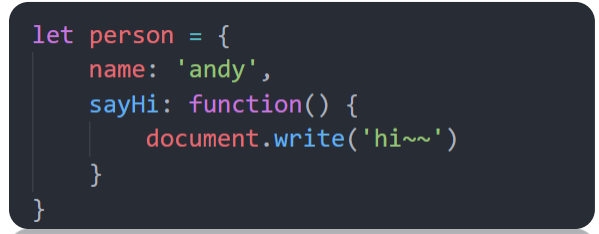 let person = {
    name: 'andy',
    sayHi: function() {
        document.write('hi~~')
    }
}